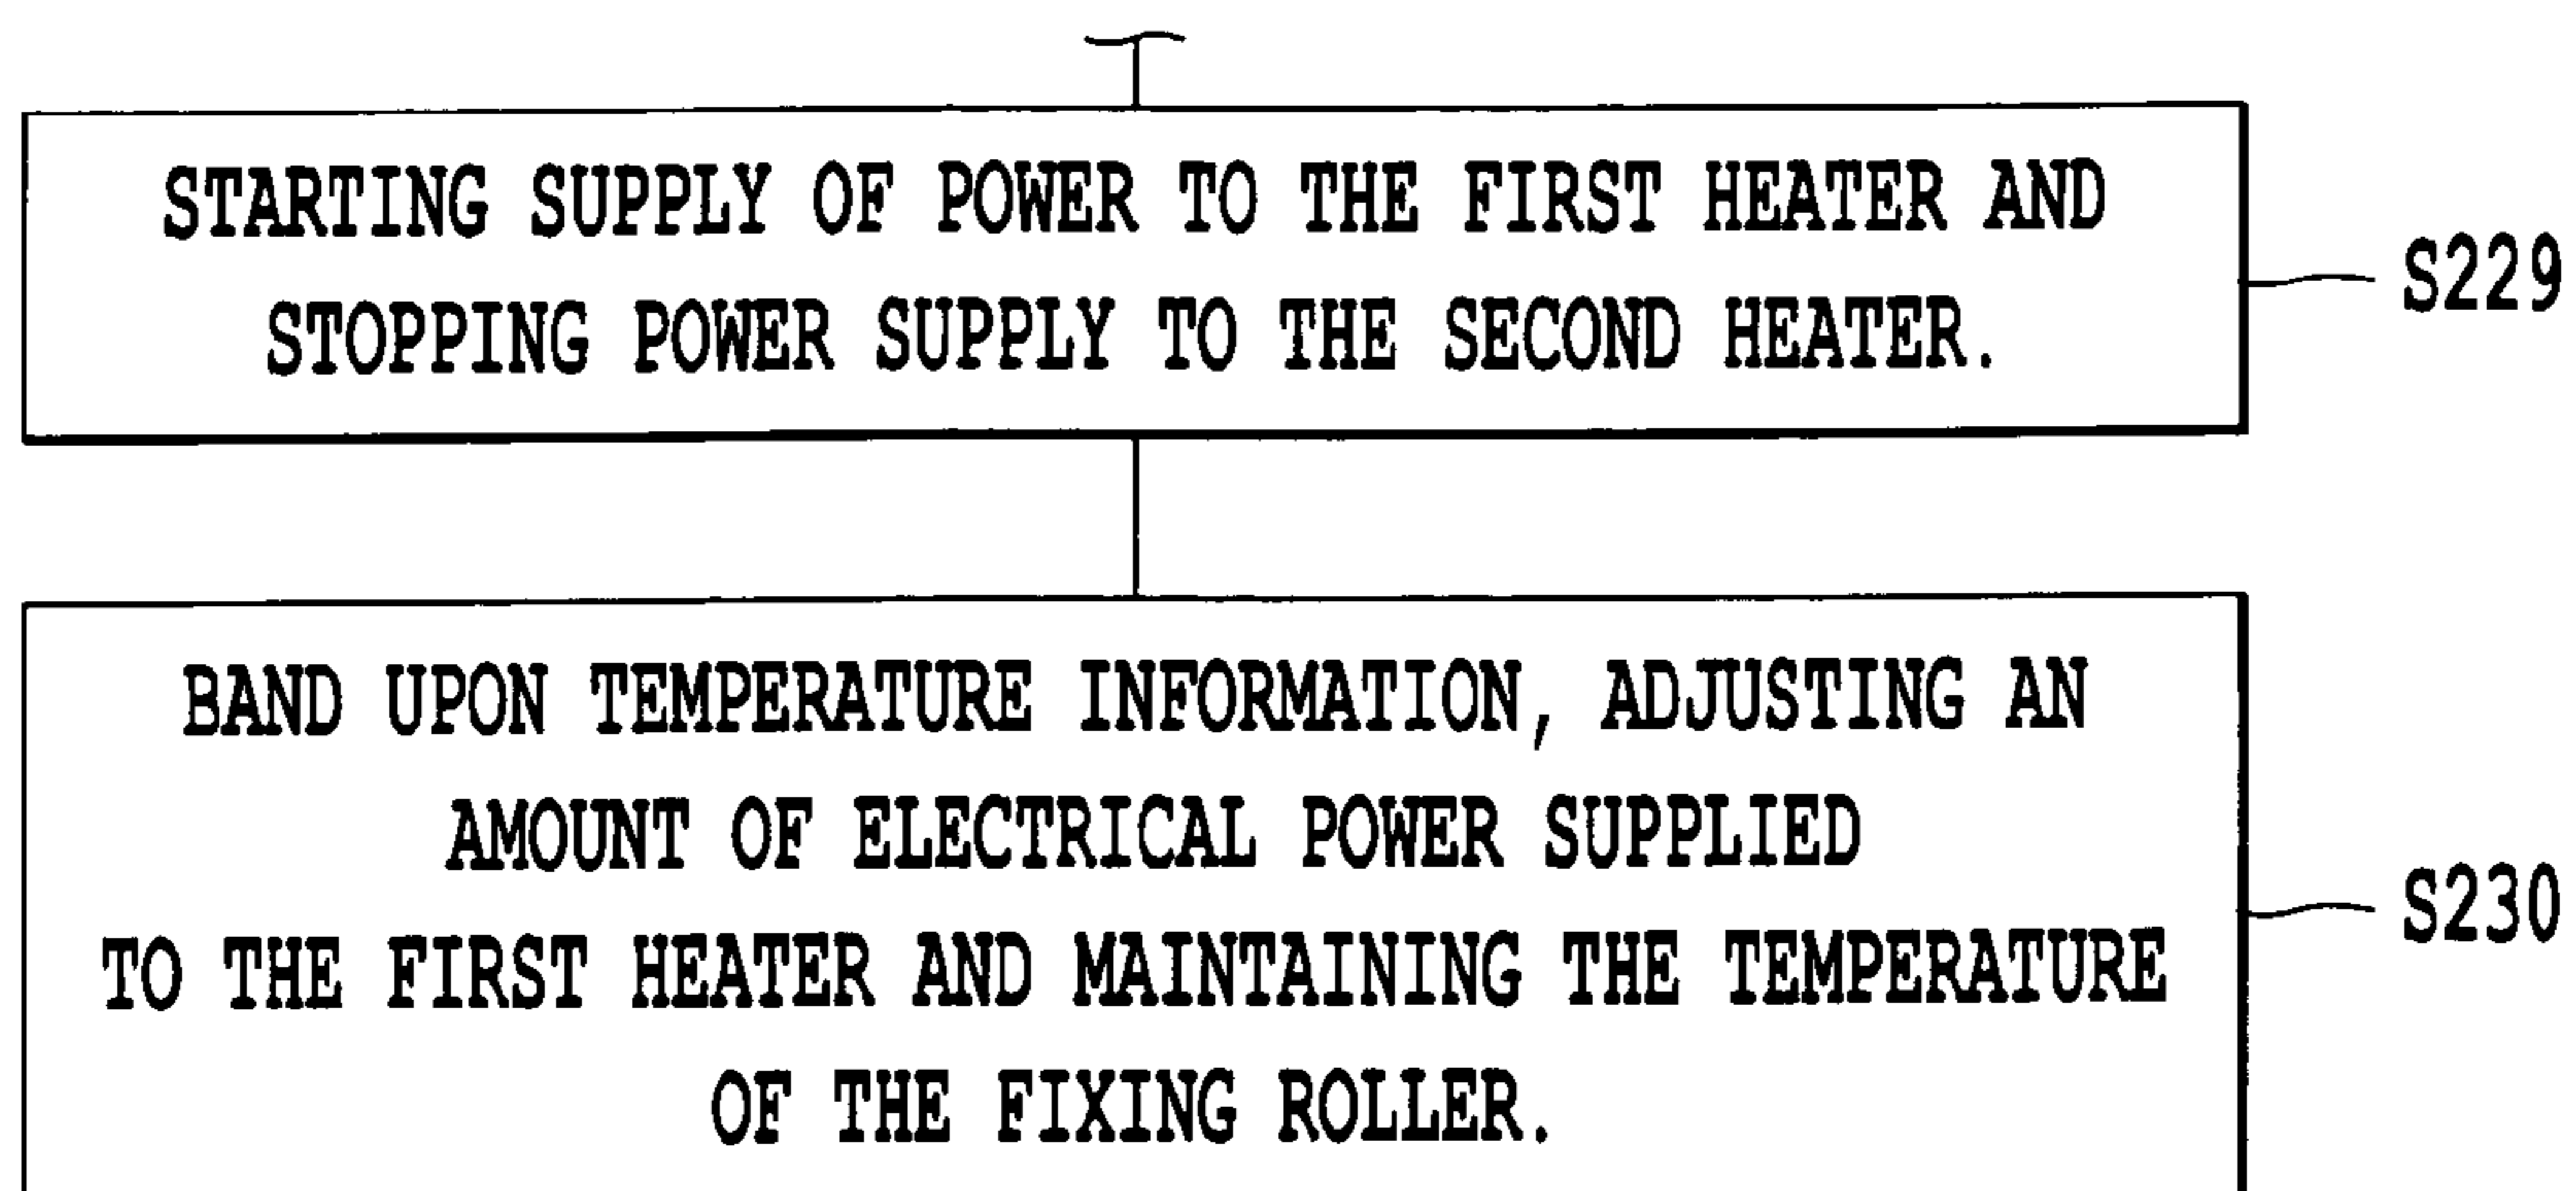 STARTING SUPPLY OF POWER TO THE FIRST HEATER AND
STOPPING POWER SUPPLY TO THE SECOND HEATER.
S229
BAND UPON TEMPERATURE INFORMATION, ADJUSTING AN
AMOUNT OF ELECTRICAL POWER SUPPLIED
TO THE FIRST HEATER AND MAINTAINING THE TEMPERATURE
OF THE FIXING ROLLER.
S230